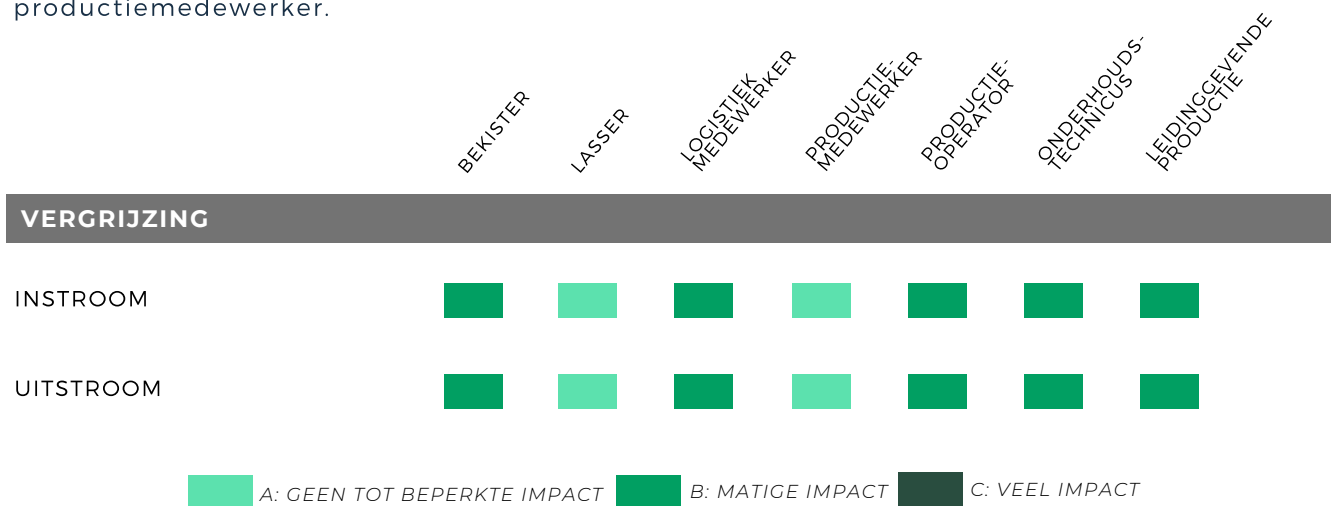 productiemedewerker.
BEKISTER
LASSER
LOGISTIEK
MEDEWERKER
PRODUCTIE-
MEDEWERKER
PRODUCTIE-
OPERATOR
ONDERHOUDS-
TECHNICUS
LEIDINGGEVENDE
PRODUCTIE
VERGRIJZING
INSTROOM
UITSTROOM
A: GEEN TOT BEPERKTE IMPACT
B: MATIGE IMPACT
C: VEEL IMPACT